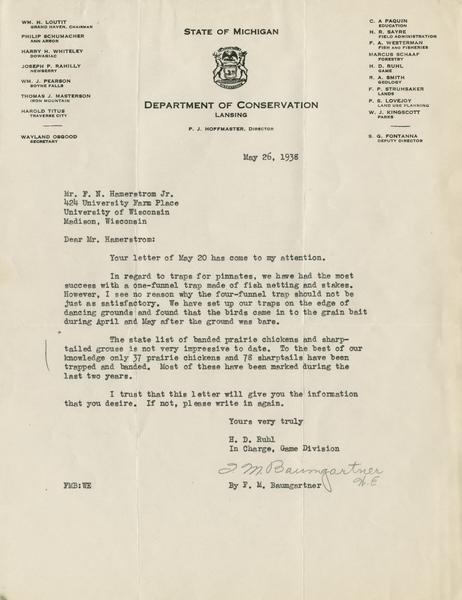 WM. H. LOUTIT
GRAND HAVEN, CHAIRMAN
PHILIP SCHUMACHER
ANN ARBOR
HARRY H. WHITELEY
DOWAGIAC
JOSEPH P. RAHILLY
NEWBERRY
WM. J. PEARSON
BOYNE FALLS
THOMAS J. MASTERSON
IRON MOUNTAIN
HAROLD TITUS
TRAVERSE CITY
WAYLAND OSGOOD
SECRETARY
STATE OF MICHIGAN
DEPARTMENT OF CONSERVATION
LANSING
P. J. HOFFMASTER, DIRECTOR
C. A PAQUIN
EDUCATION
H. R. SAYRE
FIELD ADMINISTRATION
F. A. WESTERMAN
FISH AND FISHERIES
MARCUS SCHAAF
FORESTRY
H. D. RUHL
GAME
R. A. SMITH
GEOLOGY
F. P. STRUHSAKER
LANDS
P. S. LOVEJOY
LAND USE PLANNING
W. J. KINGSCOTT
PARKS
S. G. FONTANNA
DEPUTY DIRECTOR
May 26, 1938
Mr. F. N. Hamerstrom Jr.
424 University Farm Place
University of Wisconsin
Madison, Wisconsin
Dear Mr. Hamerstrom:
Your letter of May 20 has come to my attention.
In regard to traps for pinnates, we have had the most
success with a one-funnel trap made of fish netting and stakes.
However, I see no reason why the four-funnel trap should not be
just as satisfactory. We have set up our traps on the edge of
dancing grounds and found that the birds came in to the grain bait
during April and May after the ground was bare.
The state list of banded prairie chickens and sharp-
tailed grouse is not very impressive to date. To the best of our
knowledge only 37 prairie chickens and 78 sharptails have been
trapped and banded. Most of these have been marked during the
last two years.
I trust that this letter will give you the information
that you desire. If not, please write in again.
Yours very truly
H. D. Ruhl
In Charge, Game Division
F. M. Baumgartner
W.E.
FMB:WE
By F. M. Baumgartner